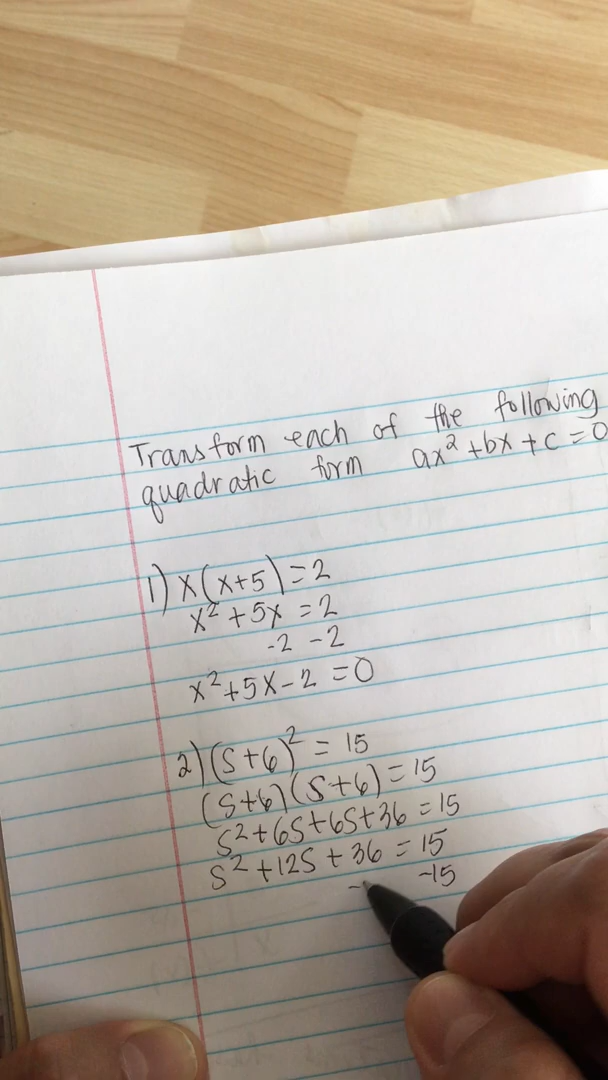 Transform each of the following
quadratic form ax² + bx + c = 0
1) x(x+5) = 2
x² + 5x = 2
-2 -2
x² + 5x - 2 = 0
2) (s+6)² = 15
(s+6)(s+6) = 15
s² + 6s + 6s + 36 = 15
s² + 12s + 36 = 15
- -15